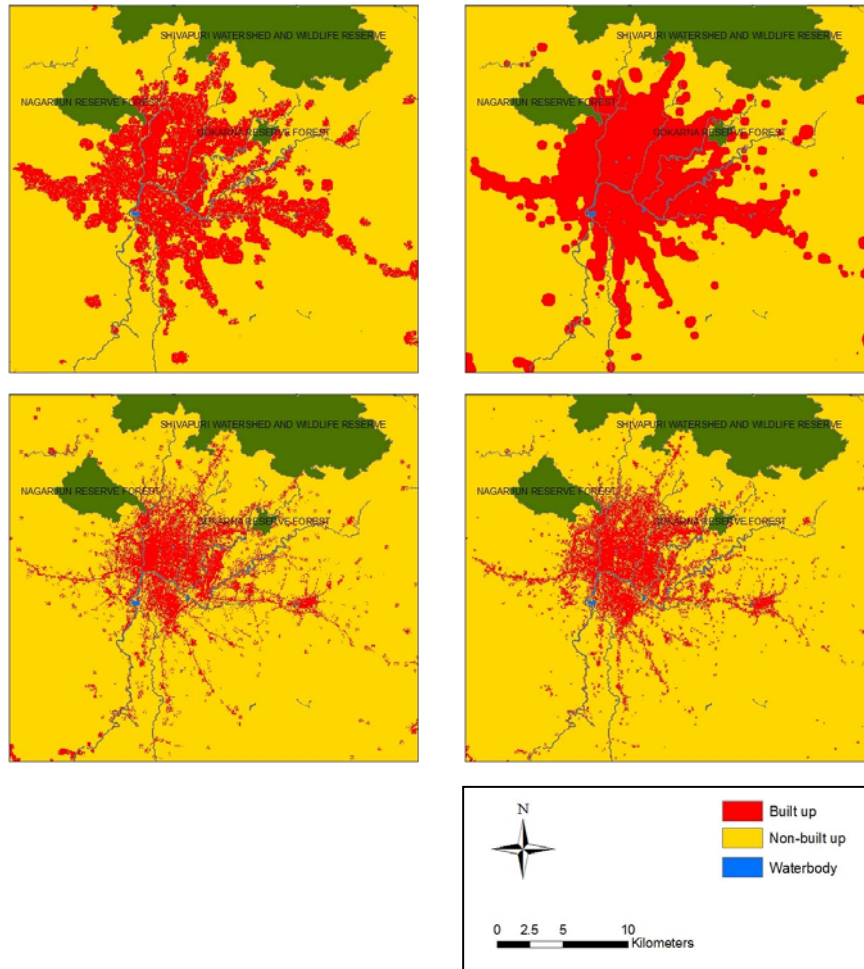 SHIVAPURI WATERSHED AND WILDLIFE RESERVE
NAGARJUN RESERVE FOREST
GOKARNA RESERVE FOREST
SHIVAPURI WATERSHED AND WILDLIFE RESERVE
NAGARJUN RESERVE FOREST
GOKARNA RESERVE FOREST
SHIVAPURI WATERSHED AND WILDLIFE RESERVE
NAGARJUN RESERVE FOREST
GOKARNA RESERVE FOREST
SHIVAPURI WATERSHED AND WILDLIFE RESERVE
NAGARJUN RESERVE FOREST
GOKARNA RESERVE FOREST
N
Built up
Non-built up
Waterbody
0 2.5 5 10
Kilometers